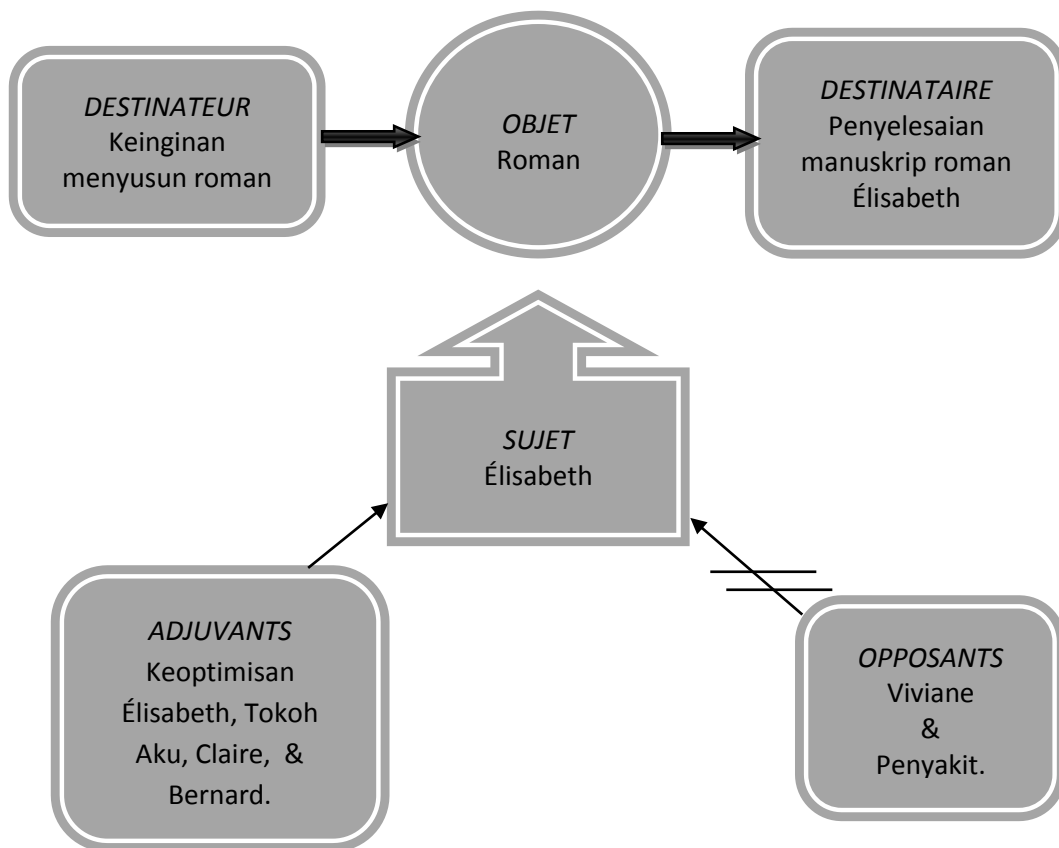 DESTINATEUR
Keinginan
menyusun roman
OBJET
Roman
DESTINATAIRE
Penyelesaian
manuskrip roman
Élisabeth
SUJET
Élisabeth
ADJUVANTS
Keoptimisan
Élisabeth, Tokoh
Aku, Claire, &
Bernard.
OPPOSANTS
Viviane
&
Penyakit.